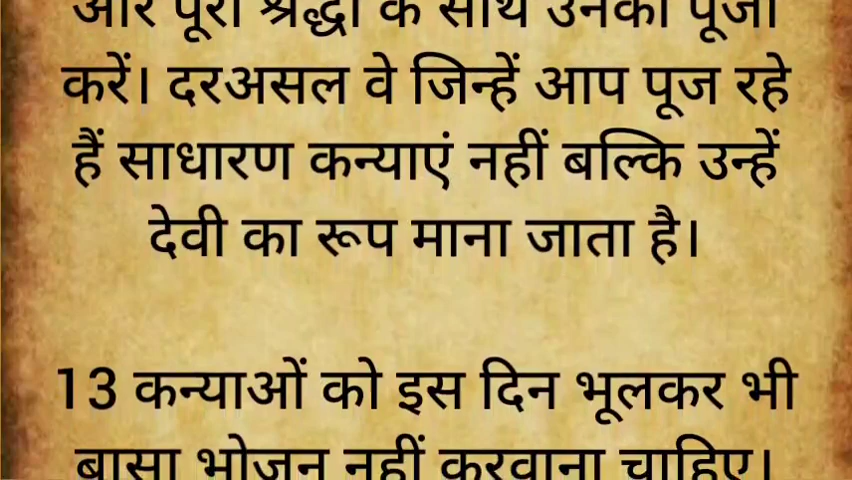 और पूरी श्रद्धा के साथ उनकी पूजा
करें। दरअसल वे जिन्हें आप पूज रहे
हैं साधारण कन्याएं नहीं बल्कि उन्हें
देवी का रूप माना जाता है।
13 कन्याओं को इस दिन भूलकर भी
बासा भोजन नहीं करवाना चाहिए।